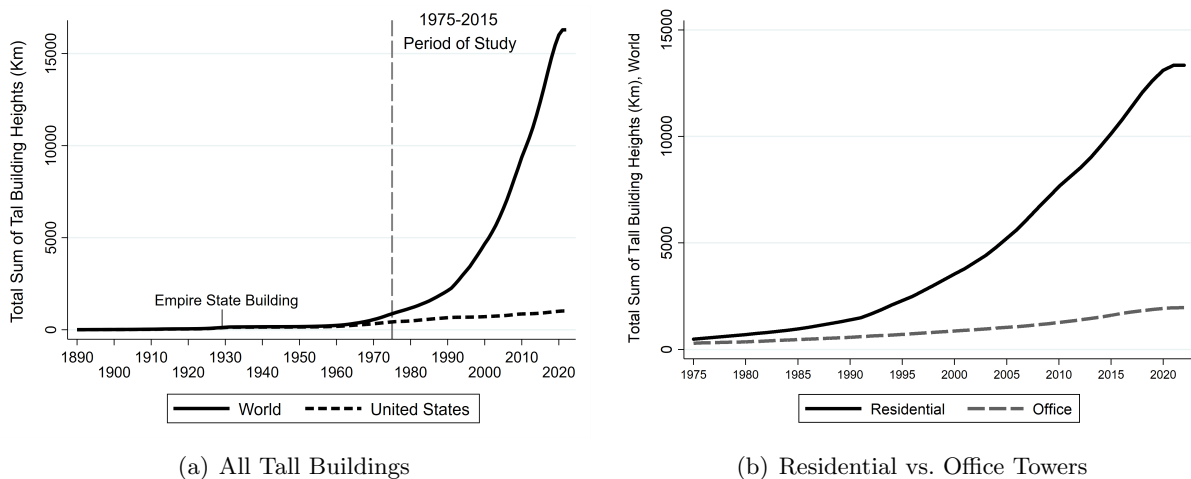 1975-2015
Period of Study
Total Sum of Tal Building Heights (Km)
15000
10000
5000
0
Empire State Building
1890 1910 1930 1950 1970 1990 2010
1900 1920 1940 1960 1980 2000 2020
World United States
(a) All Tall Buildings
Total Sum of Tall Building Heights (Km), World
15000
10000
5000
0
1975 1980 1985 1990 1995 2000 2005 2010 2015 2020
Residential Office
(b) Residential vs. Office Towers